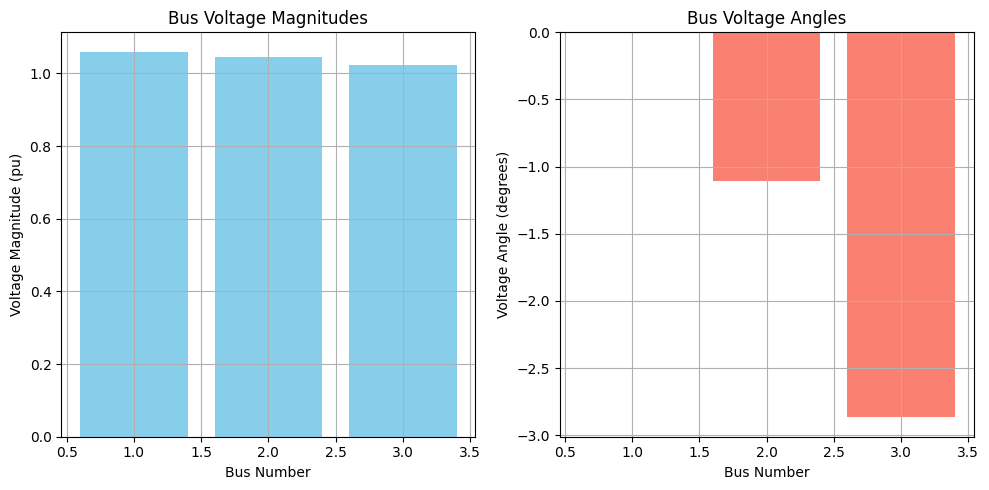 Bus Voltage Magnitudes
Voltage Magnitude (pu)
1.0
0.8
0.6
0.4
0.2
0.0
0.5 1.0 1.5 2.0 2.5 3.0 3.5
Bus Number
Bus Voltage Angles
Voltage Angle (degrees)
0.0
−0.5
−1.0
−1.5
−2.0
−2.5
−3.0
0.5 1.0 1.5 2.0 2.5 3.0 3.5
Bus Number